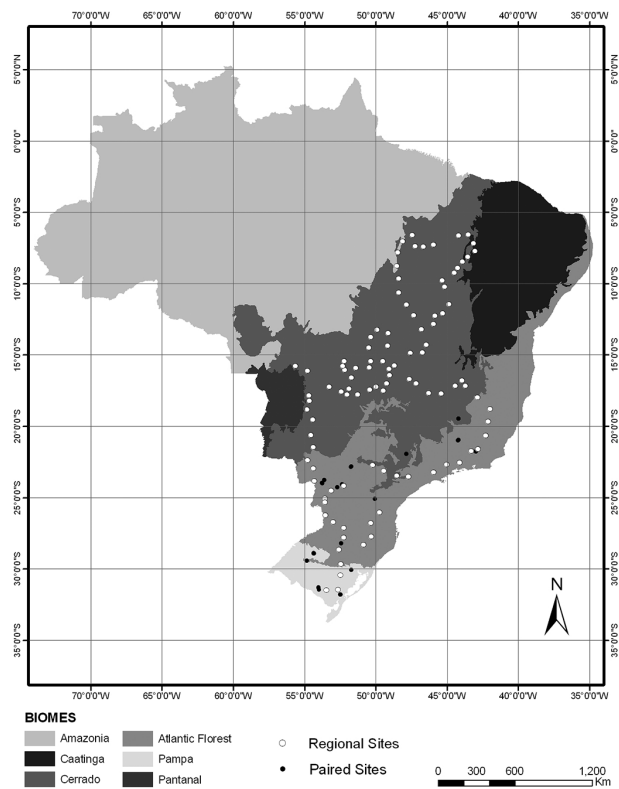 70°0'0"W 65°0'0"W 60°0'0"W 55°0'0"W 50°0'0"W 45°0'0"W 40°0'0"W 35°0'0"W
5°0'0"N 5°0'0"N
0°0'0" 0°0'0"
5°0'0"S 5°0'0"S
10°0'0"S 10°0'0"S
15°0'0"S 15°0'0"S
20°0'0"S 20°0'0"S
25°0'0"S 25°0'0"S
30°0'0"S 30°0'0"S
35°0'0"S 35°0'0"S
N
70°0'0"W 65°0'0"W 60°0'0"W 55°0'0"W 50°0'0"W 45°0'0"W 40°0'0"W 35°0'0"W
BIOMES
Amazonia
Caatinga
Cerrado
Atlantic Florest
Pampa
Pantanal
Regional Sites
Paired Sites
0 300 600 1,200
Km